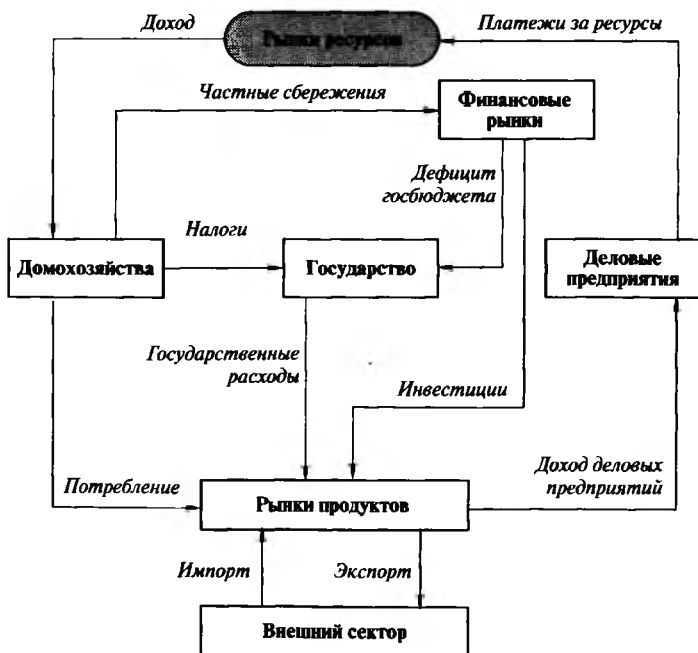 Доход
Рынки ресурсов
Платежи за ресурсы
Частные сбережения
Финансовые
рынки
Дефицит
госбюджета
Налоги
Домохозяйства
Государство
Деловые
предприятия
Государственные
расходы
Инвестиции
Потребление
Доход деловых
предприятий
Рынки продуктов
Импорт
Экспорт
Внешний сектор